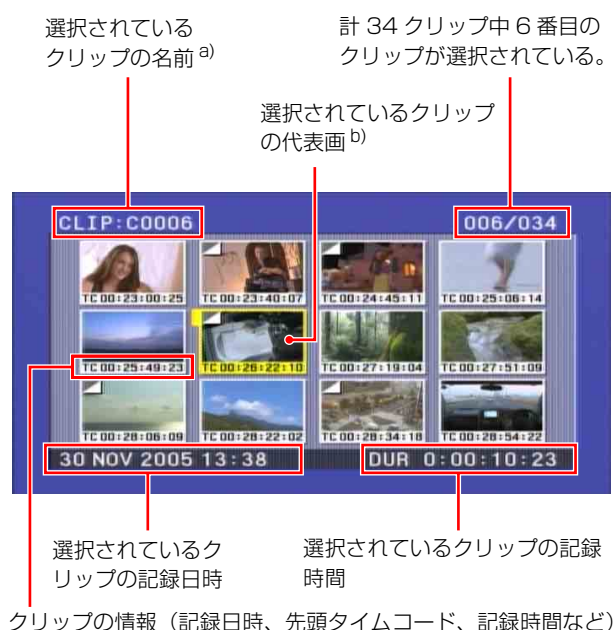 選択されている
クリップの名前 a)
計 34 クリップ中 6 番目の
クリップが選択されている。
選択されているクリップ
の代表画 b)
CLIP:C0006
006/034
TC 00:23:00:25
TC 00:23:40:07
TC 00:24:45:11
TC 00:25:06:14
TC 00:25:49:23
TC 00:26:22:10
TC 00:27:19:04
TC 00:27:51:09
TC 00:28:06:09
TC 00:28:22:02
TC 00:28:34:18
TC 00:28:54:22
30 NOV 2005 13:38
DUR 0:00:10:23
選択されているク
リップの記録日時
選択されているクリップの記録
時間
クリップの情報（記録日時、先頭タイムコード、記録時間など）